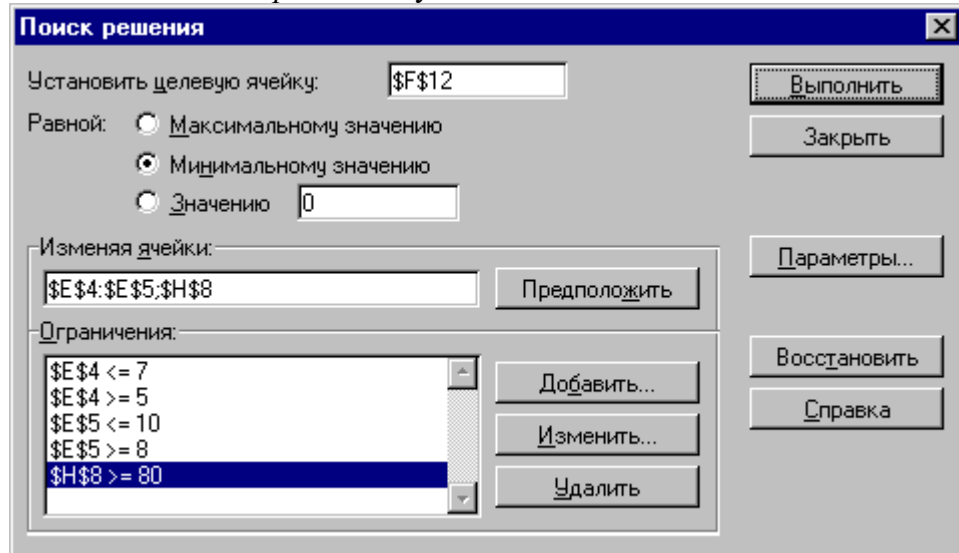 Поиск решения
Установить целевую ячейку: $F$12
Выполнить
Равной: Максимальному значению
Закрыть
Минимальному значению
Значению 0
Изменяя ячейки:
Параметры...
$E$4:$E$5;$H$8 Предположить
Ограничения:
$E$4 <= 7
$E$4 >= 5
$E$5 <= 10
$E$5 >= 8
$H$8 >= 80
Добавить...
Изменить...
Удалить
Восстановить
Справка